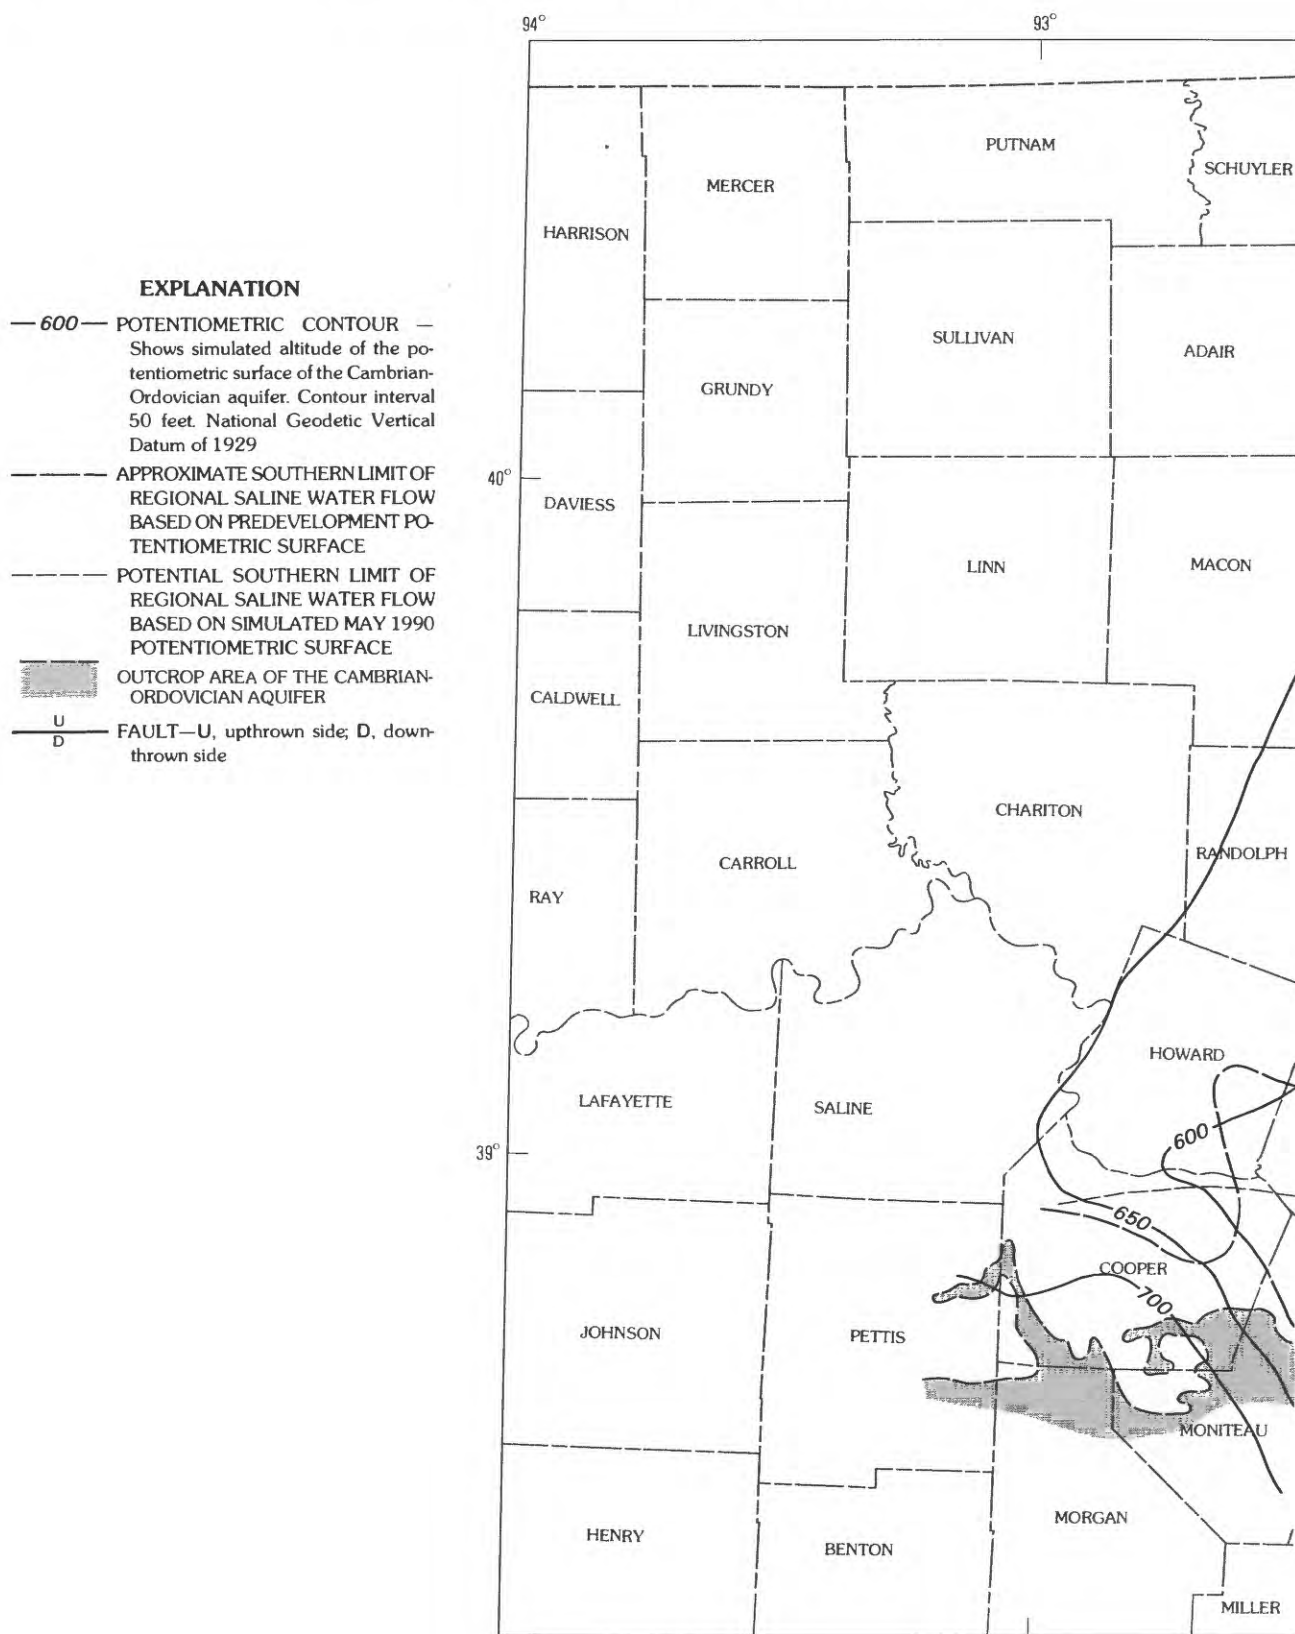 94°
93°
PUTNAM
SCHUYLER
MERCER
HARRISON
EXPLANATION
—600— POTENTIOMETRIC CONTOUR —
Shows simulated altitude of the po-
tentiometric surface of the Cambrian-
Ordovician aquifer. Contour interval
50 feet. National Geodetic Vertical
Datum of 1929
APPROXIMATE SOUTHERN LIMIT OF
REGIONAL SALINE WATER FLOW
BASED ON PREDEVELOPMENT PO-
TENTIOMETRIC SURFACE
POTENTIAL SOUTHERN LIMIT OF
REGIONAL SALINE WATER FLOW
BASED ON SIMULATED MAY 1990
POTENTIOMETRIC SURFACE
OUTCROP AREA OF THE CAMBRIAN-
ORDOVICIAN AQUIFER
U
D
FAULT—U, upthrown side; D, down-
thrown side
SULLIVAN
ADAIR
GRUNDY
40°
DAVIESS
LINN
MACON
LIVINGSTON
CALDWELL
CHARITON
RANDOLPH
CARROLL
RAY
HOWARD
LAFAYETTE
SALINE
600
39°
650
COOPER
700
JOHNSON
PETTIS
MONITEAU
MORGAN
HENRY
BENTON
MILLER